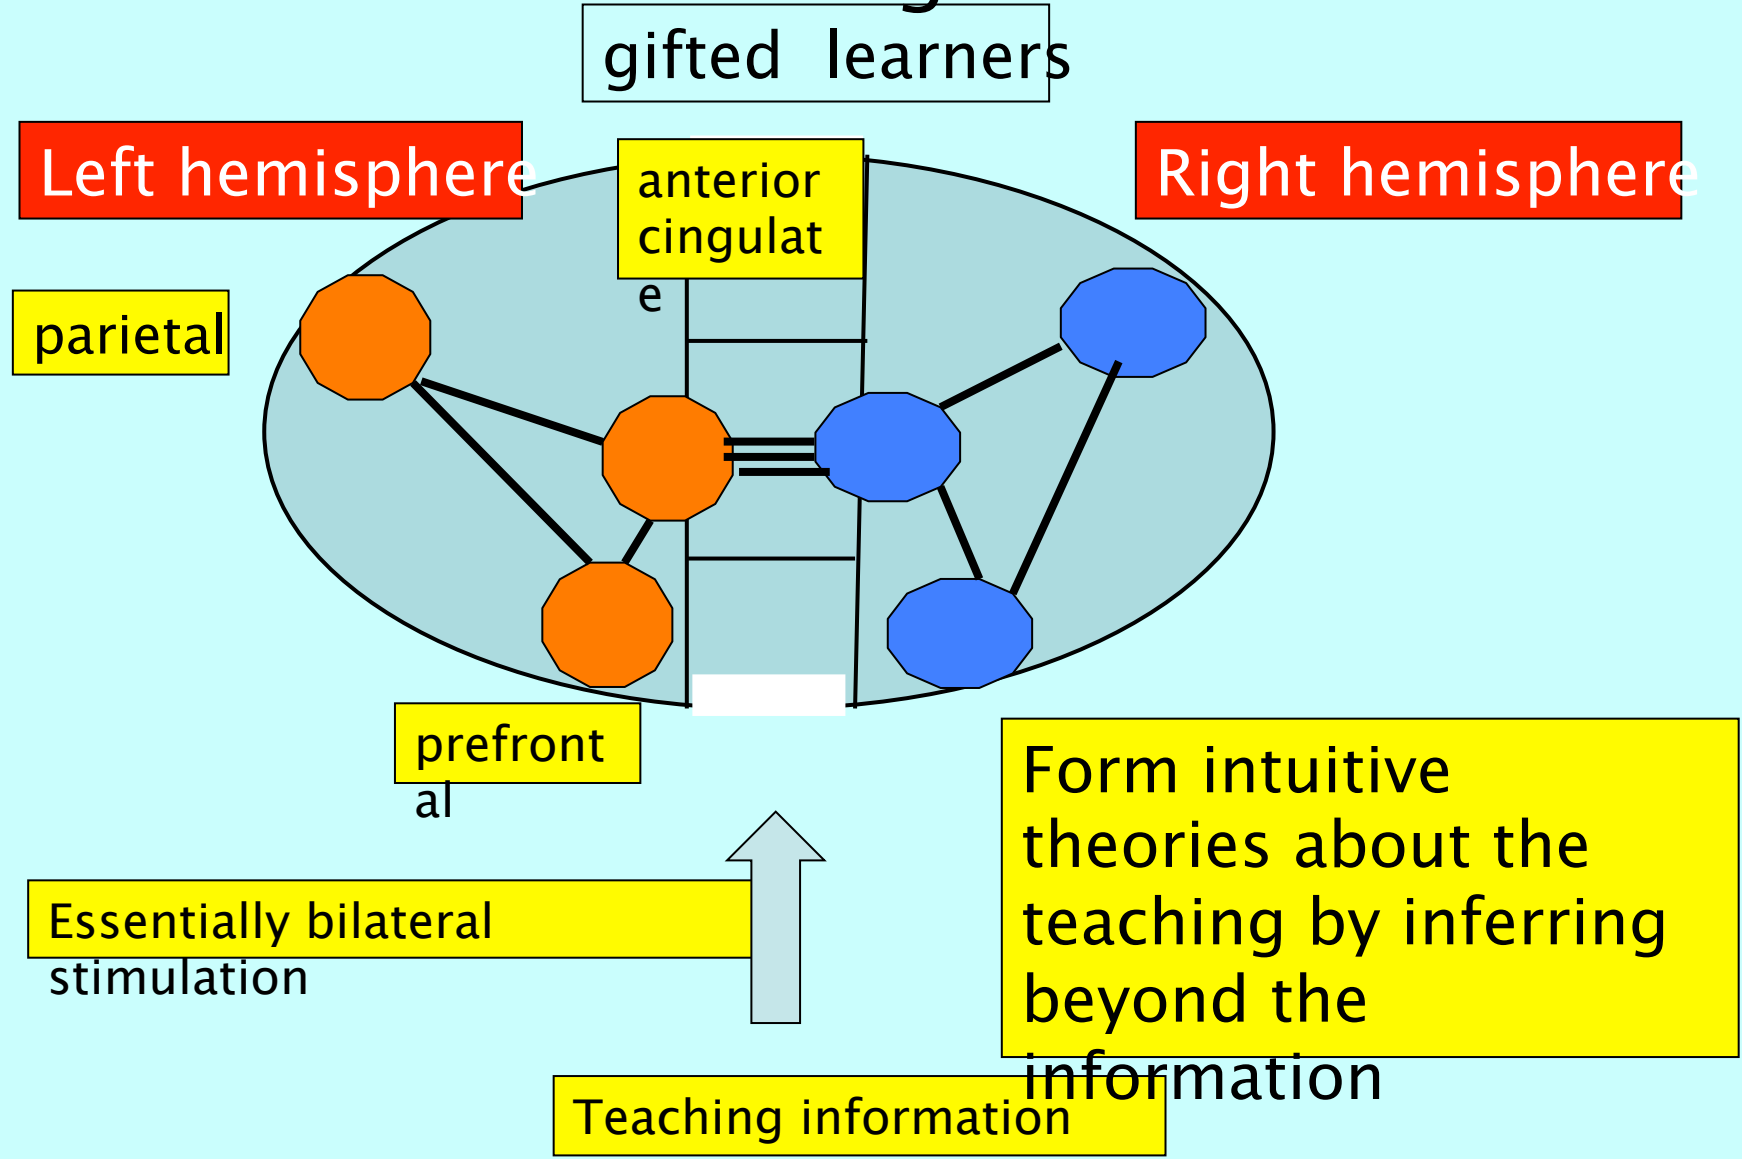 gifted learners
Left hemisphere
anterior
cingulat
e
Right hemisphere
parietal
prefront
al
Form intuitive
theories about the
teaching by inferring
beyond the
information
Essentially bilateral
stimulation
Teaching information